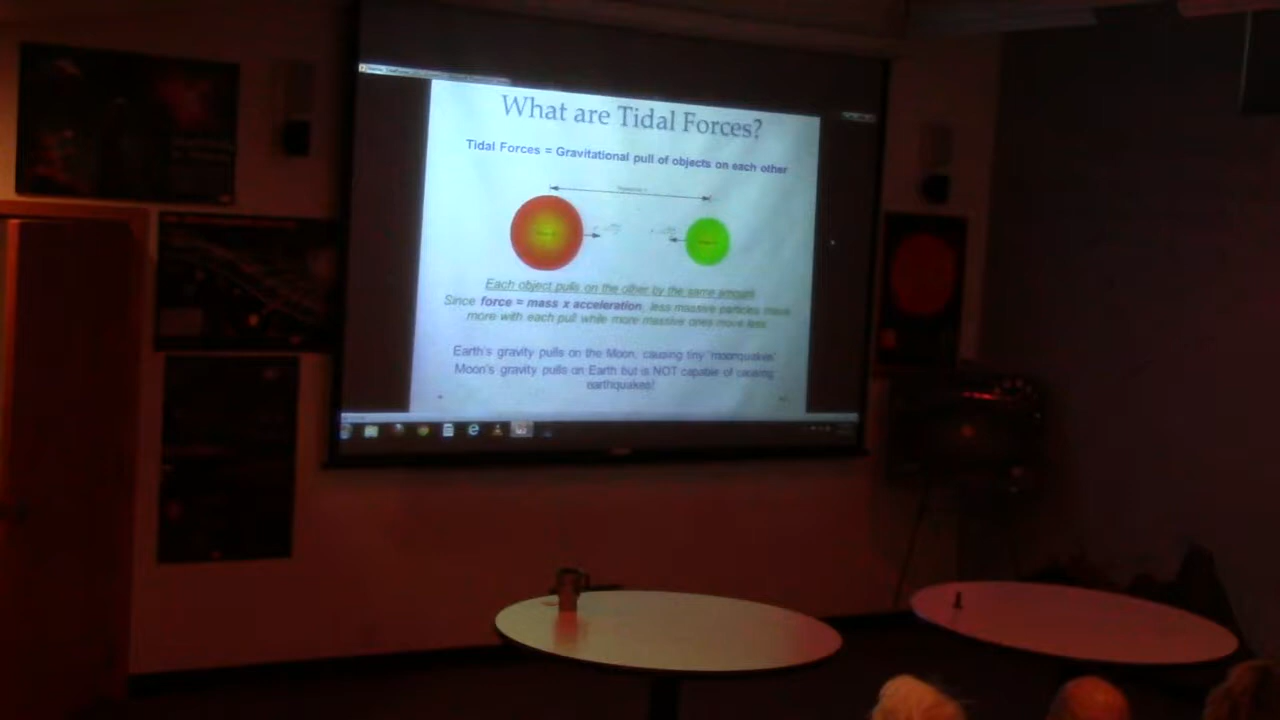 What are Tidal Forces?
Tidal Forces = Gravitational pull of objects on each other
Each object pulls on the other by the same amount
Since force = mass x acceleration, less massive particles move
more with each pull while more massive ones move less.
Earth's gravity pulls on the Moon, causing tiny 'moonquakes'
Moon's gravity pulls on Earth but is NOT capable of causing
earthquakes!